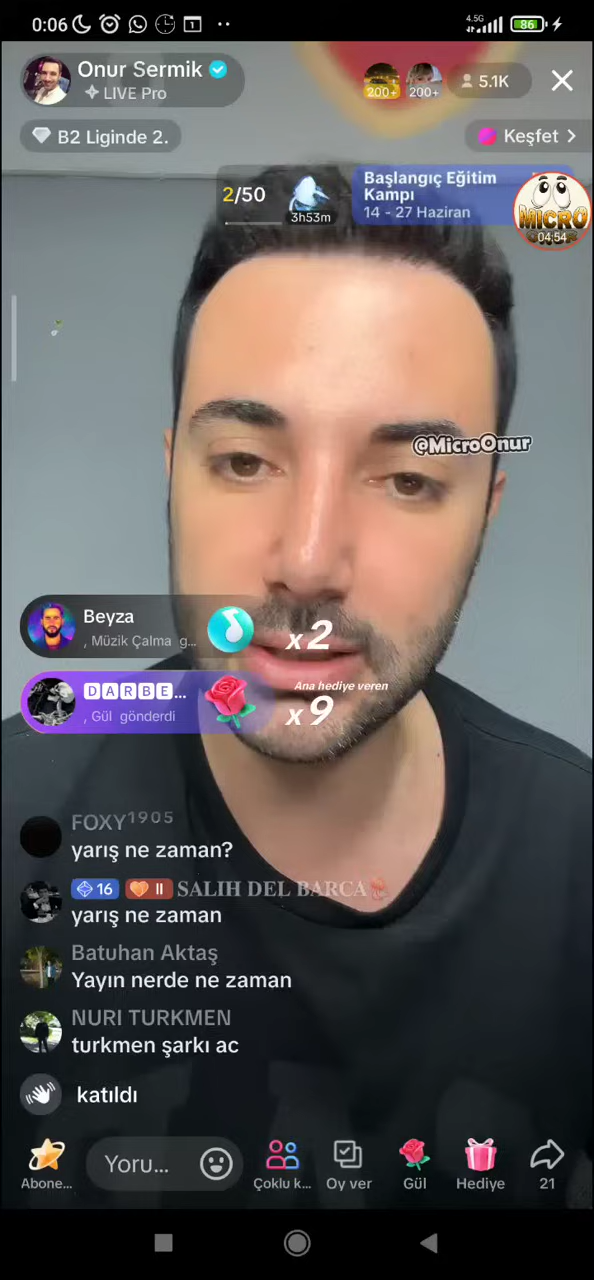 0:06
4.5G
86
Onur Sermik
LIVE Pro
200+
200+
5.1K
B2 Liginde 2.
Keşfet
2/50
3h53m
Başlangıç Eğitim
Kampı
14 - 27 Haziran
MICRO
04:54
@MicroOnur
Beyza
, Müzik Çalma g...
x2
DARBE...
, Gül gönderdi
Ana hediye veren
x9
FOXY¹⁹⁰⁵
yarış ne zaman?
16 II SALIH DEL BARCA
yarış ne zaman
Batuhan Aktaş
Yayın nerde ne zaman
NURI TURKMEN
turkmen şarkı ac
katıldı
Abone...
Yoru...
Çoklu k...
Oy ver
Gül
Hediye
21